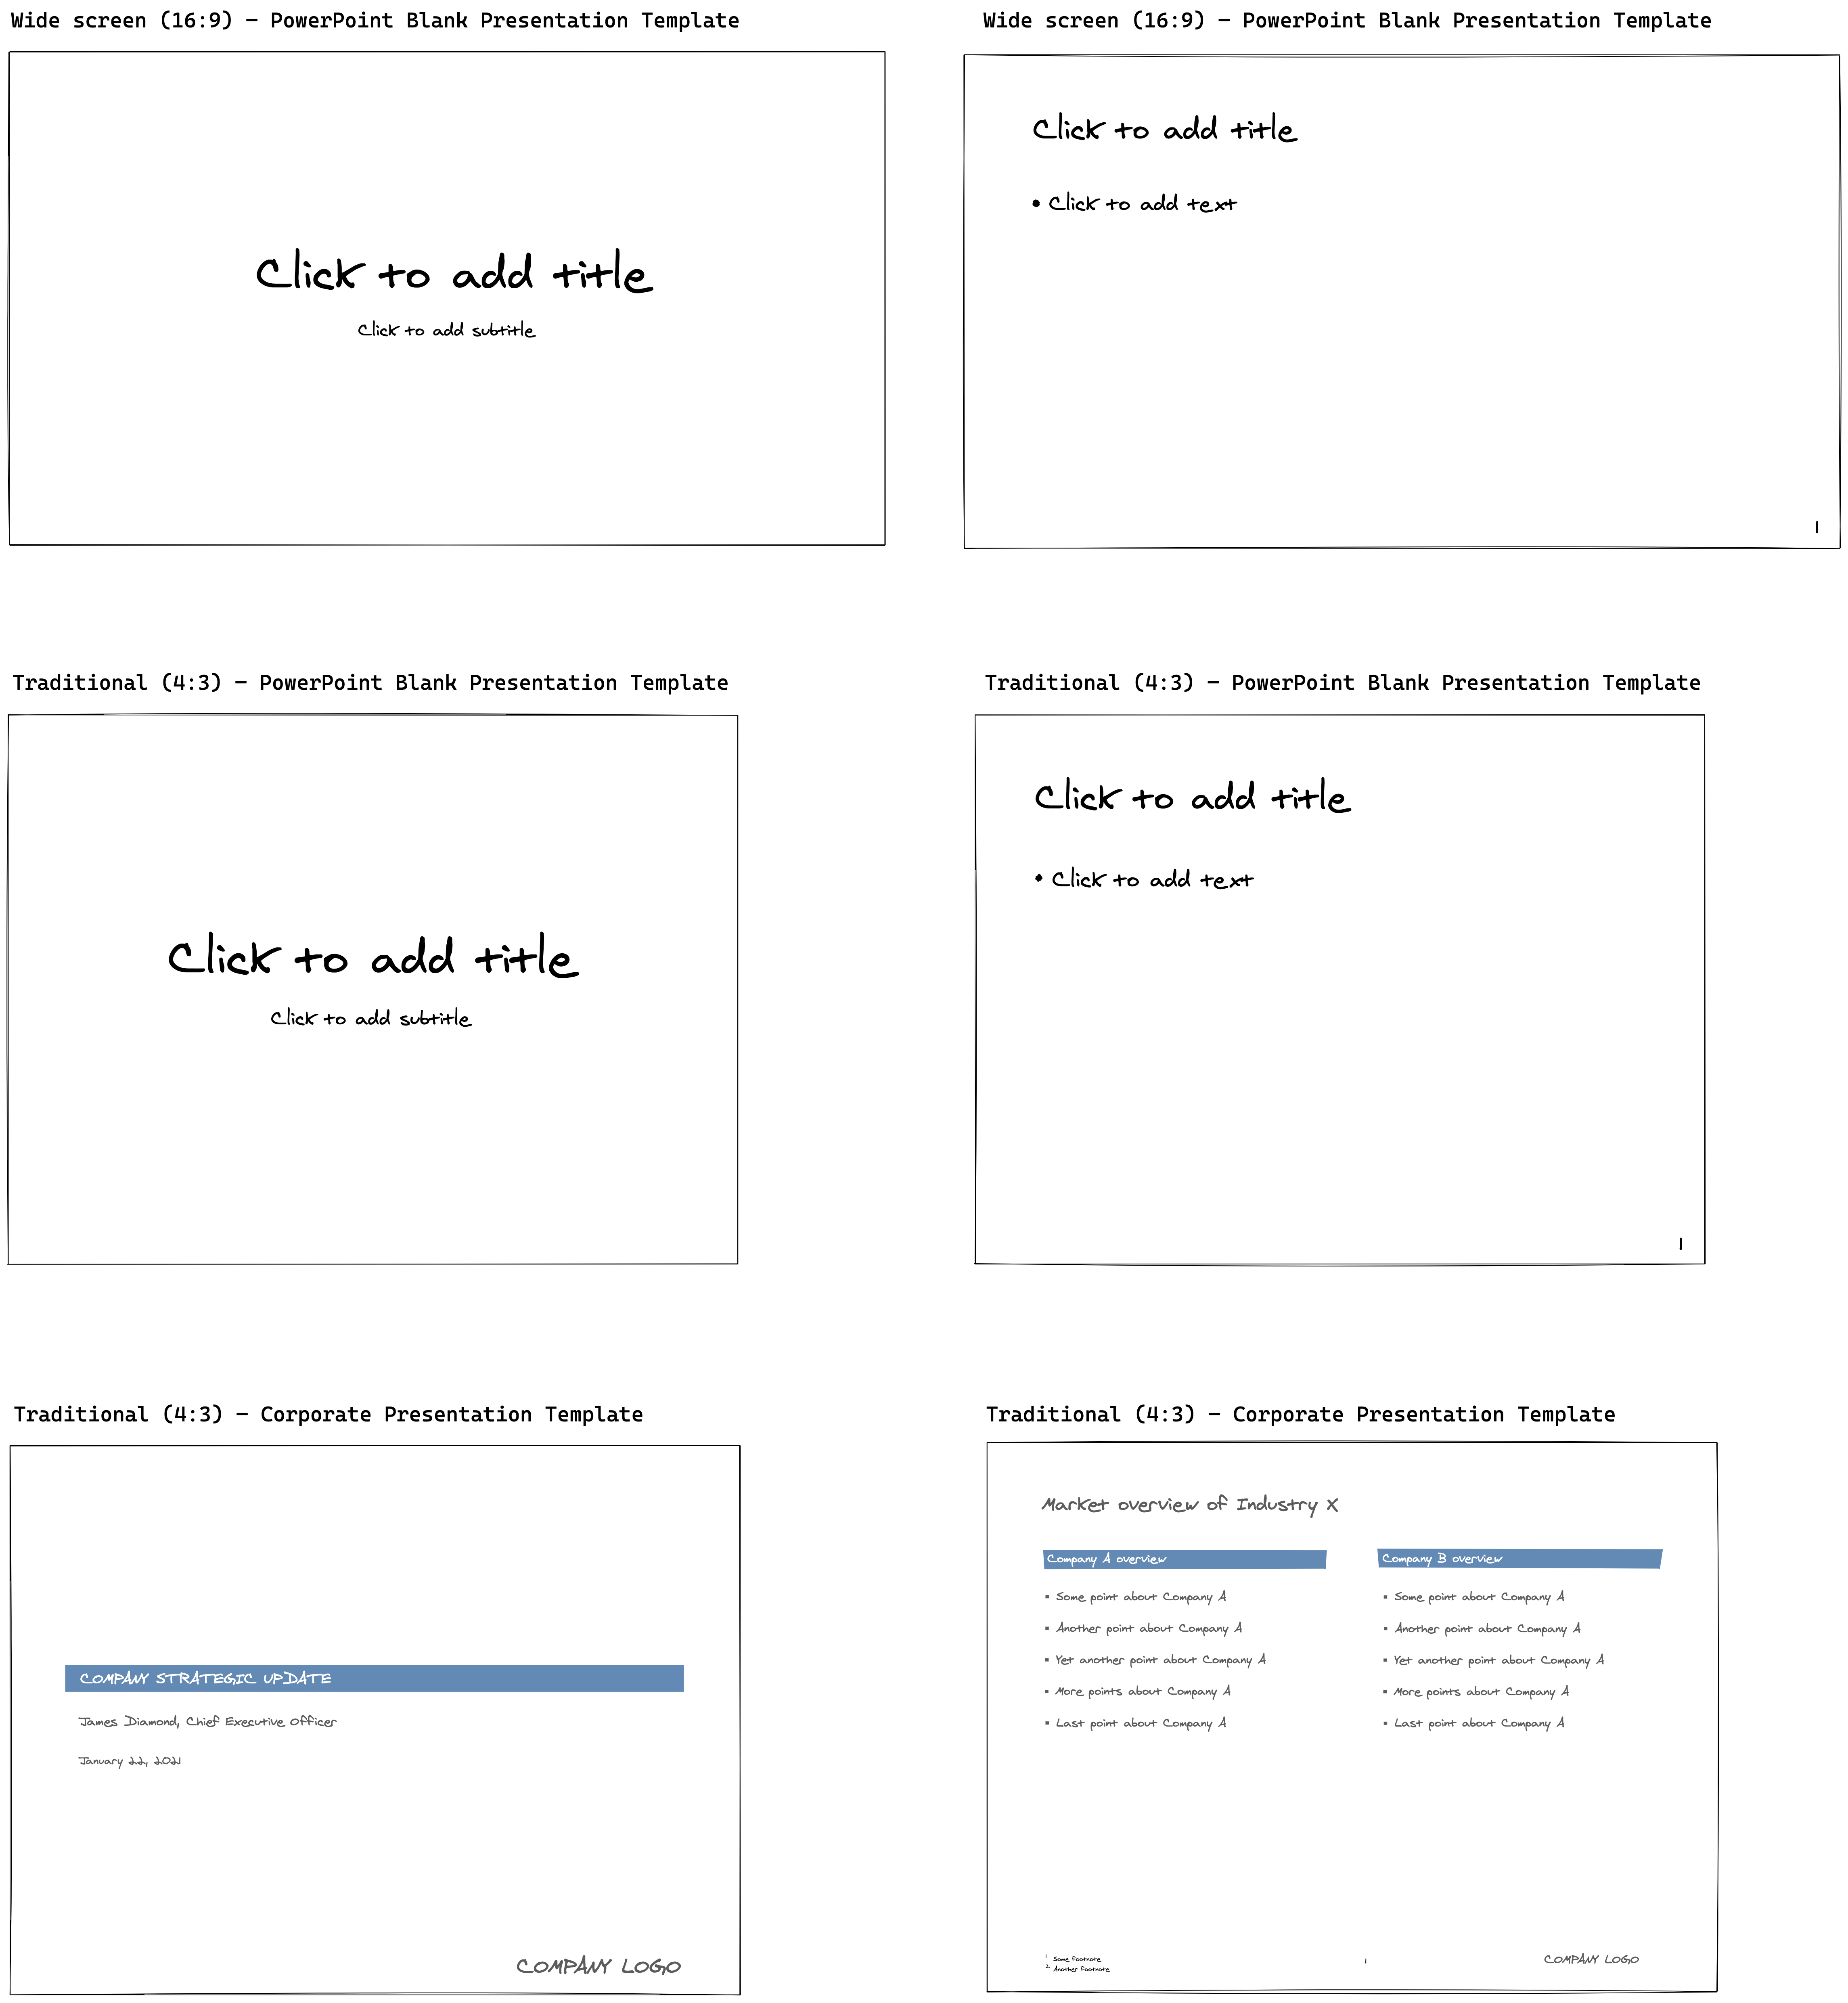 Wide screen (16:9) – PowerPoint Blank Presentation Template
Click to add title
Click to add subtitle
Wide screen (16:9) – PowerPoint Blank Presentation Template
Click to add title
• Click to add text
1
Traditional (4:3) – PowerPoint Blank Presentation Template
Click to add title
Click to add subtitle
Traditional (4:3) – PowerPoint Blank Presentation Template
Click to add title
• Click to add text
1
Traditional (4:3) – Corporate Presentation Template
COMPANY STRATEGIC UPDATE
James Diamond, Chief Executive Officer
January 22, 2021
COMPANY LOGO
Traditional (4:3) – Corporate Presentation Template
Market overview of Industry X
Company A overview
▪ Some point about Company A
▪ Another point about Company A
▪ Yet another point about Company A
▪ More points about Company A
▪ Last point about Company A
Company B overview
▪ Some point about Company A
▪ Another point about Company A
▪ Yet another point about Company A
▪ More points about Company A
▪ Last point about Company A
1 Some footnote
2 Another footnote
1
COMPANY LOGO